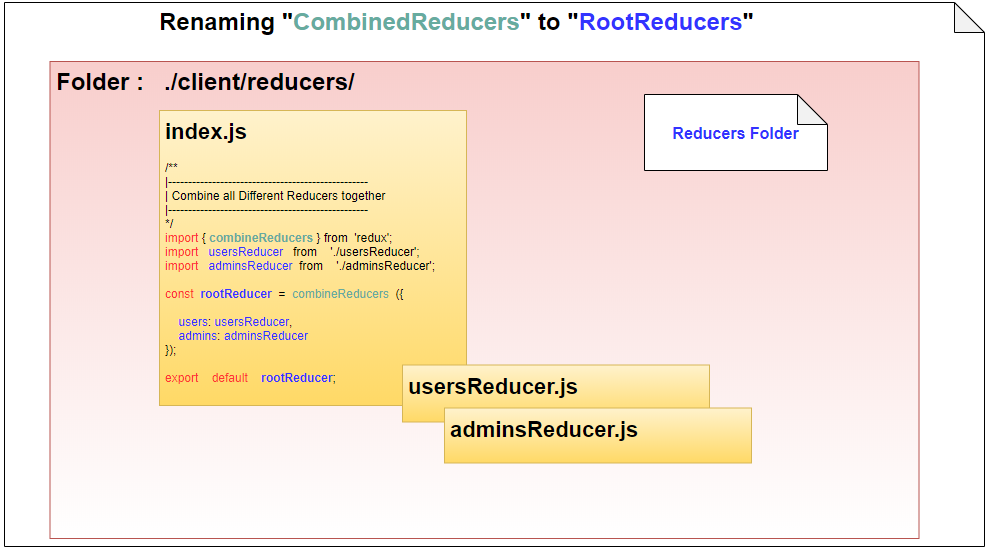 Renaming "CombinedReducers" to "RootReducers"
Folder : ./client/reducers/
index.js
/**
|--------------------------------------------------
| Combine all Different Reducers together
|--------------------------------------------------
*/
import { combineReducers } from 'redux';
import usersReducer from './usersReducer';
import adminsReducer from './adminsReducer';
const rootReducer = combineReducers ({
users: usersReducer,
admins: adminsReducer
});
export default rootReducer;
Reducers Folder
usersReducer.js
adminsReducer.js